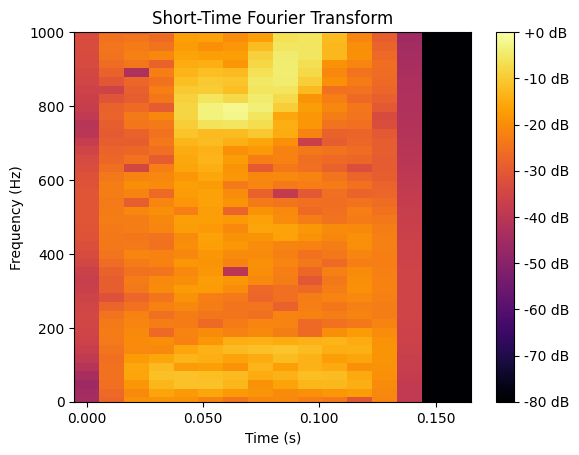 Short-Time Fourier Transform
1000
800
600
400
200
0
Frequency (Hz)
0.000
0.050
0.100
0.150
Time (s)
+0 dB
-10 dB
-20 dB
-30 dB
-40 dB
-50 dB
-60 dB
-70 dB
-80 dB